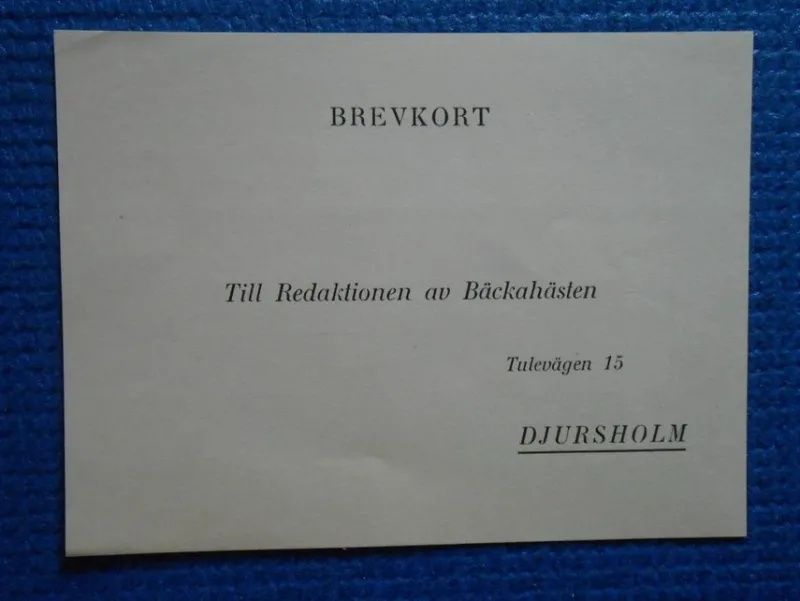 BREVKORT
Till Redaktionen av Bäckahästen
Tulevägen 15
DJURSHOLM